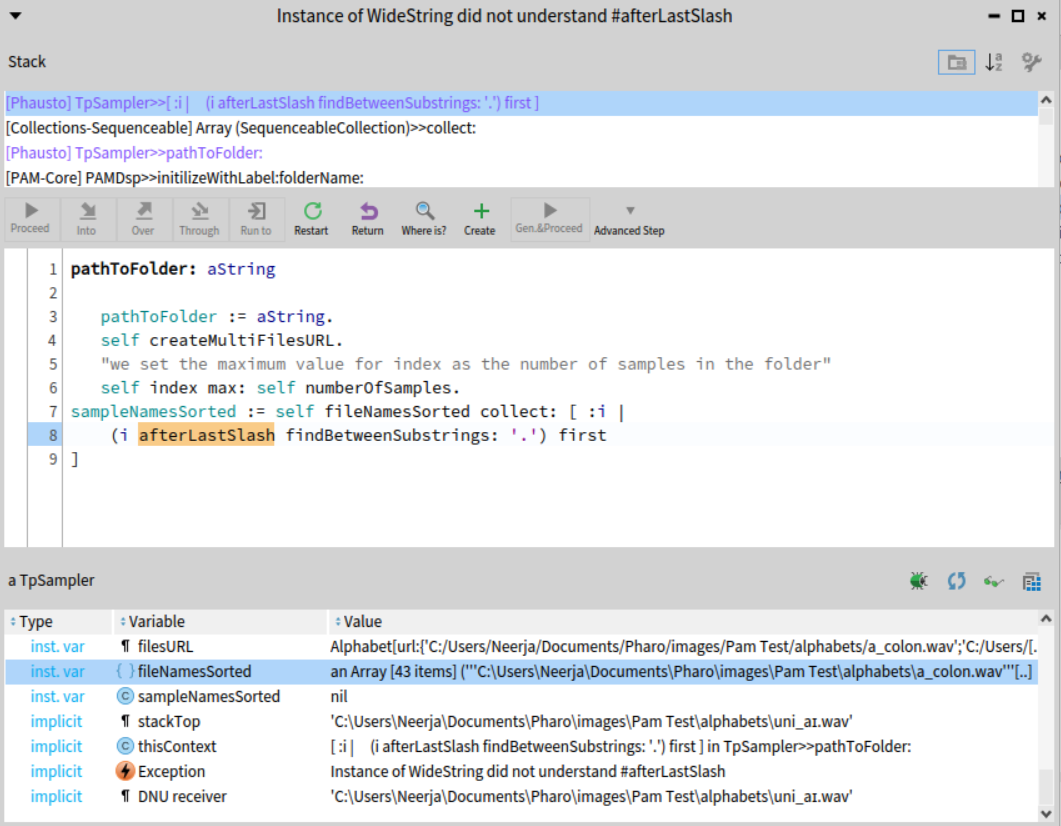 Instance of WideString did not understand #afterLastSlash
Stack
[Phausto] TpSampler>>[ :i | (i afterLastSlash findBetweenSubstrings: '.') first ]
[Collections-Sequenceable] Array (SequenceableCollection)>>collect:
[Phausto] TpSampler>>pathToFolder:
[PAM-Core] PAMDsp>>initilizeWithLabel:folderName:
Proceed Into Over Through Run to Restart Return Where is? Create Gen.&Proceed Advanced Step
1 pathToFolder: aString
2
3 pathToFolder := aString.
4 self createMultiFilesURL.
5 "we set the maximum value for index as the number of samples in the folder"
6 self index max: self numberOfSamples.
7 sampleNamesSorted := self fileNamesSorted collect: [ :i |
8 (i afterLastSlash findBetweenSubstrings: '.') first
9 ]
a TpSampler
Type Variable Value
inst. var ¶ filesURL Alphabet[url:{'C:/Users/Neerja/Documents/Pharo/images/Pam Test/alphabets/a_colon.wav';'C:/Users/[..
inst. var { } fileNamesSorted an Array [43 items] ('''C:\Users\Neerja\Documents\Pharo\images\Pam Test\alphabets\a_colon.wav'''[..]
inst. var © sampleNamesSorted nil
implicit ¶ stackTop 'C:\Users\Neerja\Documents\Pharo\images\Pam Test\alphabets\uni_aɪ.wav'
implicit © thisContext [ :i | (i afterLastSlash findBetweenSubstrings: '.') first ] in TpSampler>>pathToFolder:
implicit Exception Instance of WideString did not understand #afterLastSlash
implicit ¶ DNU receiver 'C:\Users\Neerja\Documents\Pharo\images\Pam Test\alphabets\uni_aɪ.wav'